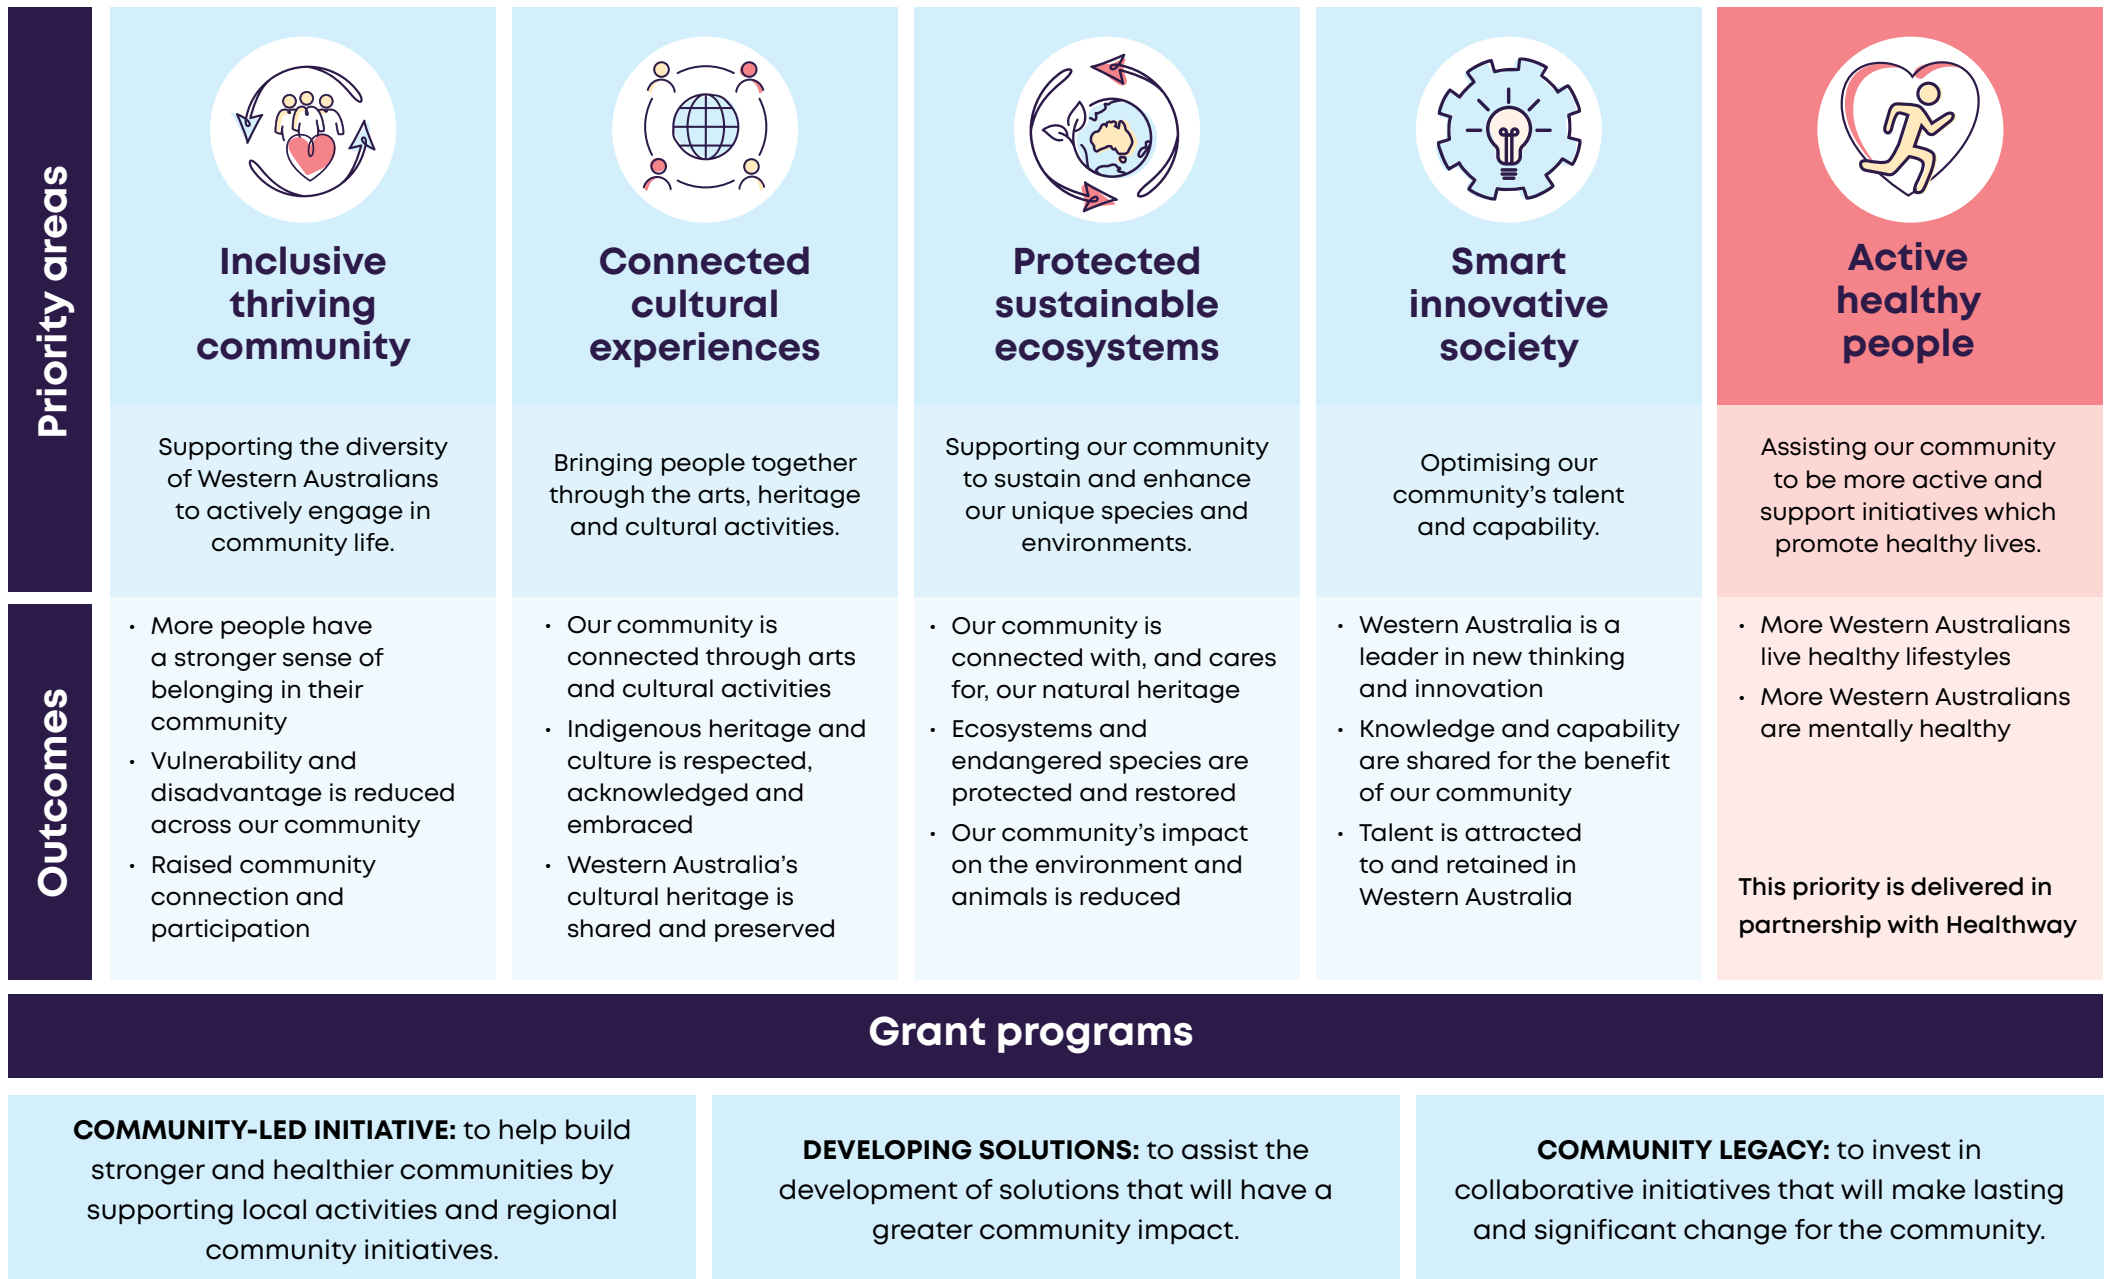 Priority areas
Inclusive
thriving
community
Supporting the diversity
of Western Australians
to actively engage in
community life.
Connected
cultural
experiences
Bringing people together
through the arts, heritage
and cultural activities.
Protected
sustainable
ecosystems
Supporting our community
to sustain and enhance
our unique species and
environments.
Smart
innovative
society
Optimising our
community's talent
and capability.
Active
healthy
people
Assisting our community
to be more active and
support initiatives which
promote healthy lives.
Outcomes
• More people have
a stronger sense of
belonging in their
community
• Vulnerability and
disadvantage is reduced
across our community
• Raised community
connection and
participation
• Our community is
connected through arts
and cultural activities
• Indigenous heritage and
culture is respected,
acknowledged and
embraced
• Western Australia's
cultural heritage is
shared and preserved
• Our community is
connected with, and cares
for, our natural heritage
• Ecosystems and
endangered species are
protected and restored
• Our community's impact
on the environment and
animals is reduced
• Western Australia is a
leader in new thinking
and innovation
• Knowledge and capability
are shared for the benefit
of our community
• Talent is attracted
to and retained in
Western Australia
• More Western Australians
live healthy lifestyles
• More Western Australians
are mentally healthy
This priority is delivered in
partnership with Healthway
Grant programs
COMMUNITY-LED INITIATIVE: to help build
stronger and healthier communities by
supporting local activities and regional
community initiatives.
DEVELOPING SOLUTIONS: to assist the
development of solutions that will have a
greater community impact.
COMMUNITY LEGACY: to invest in
collaborative initiatives that will make lasting
and significant change for the community.